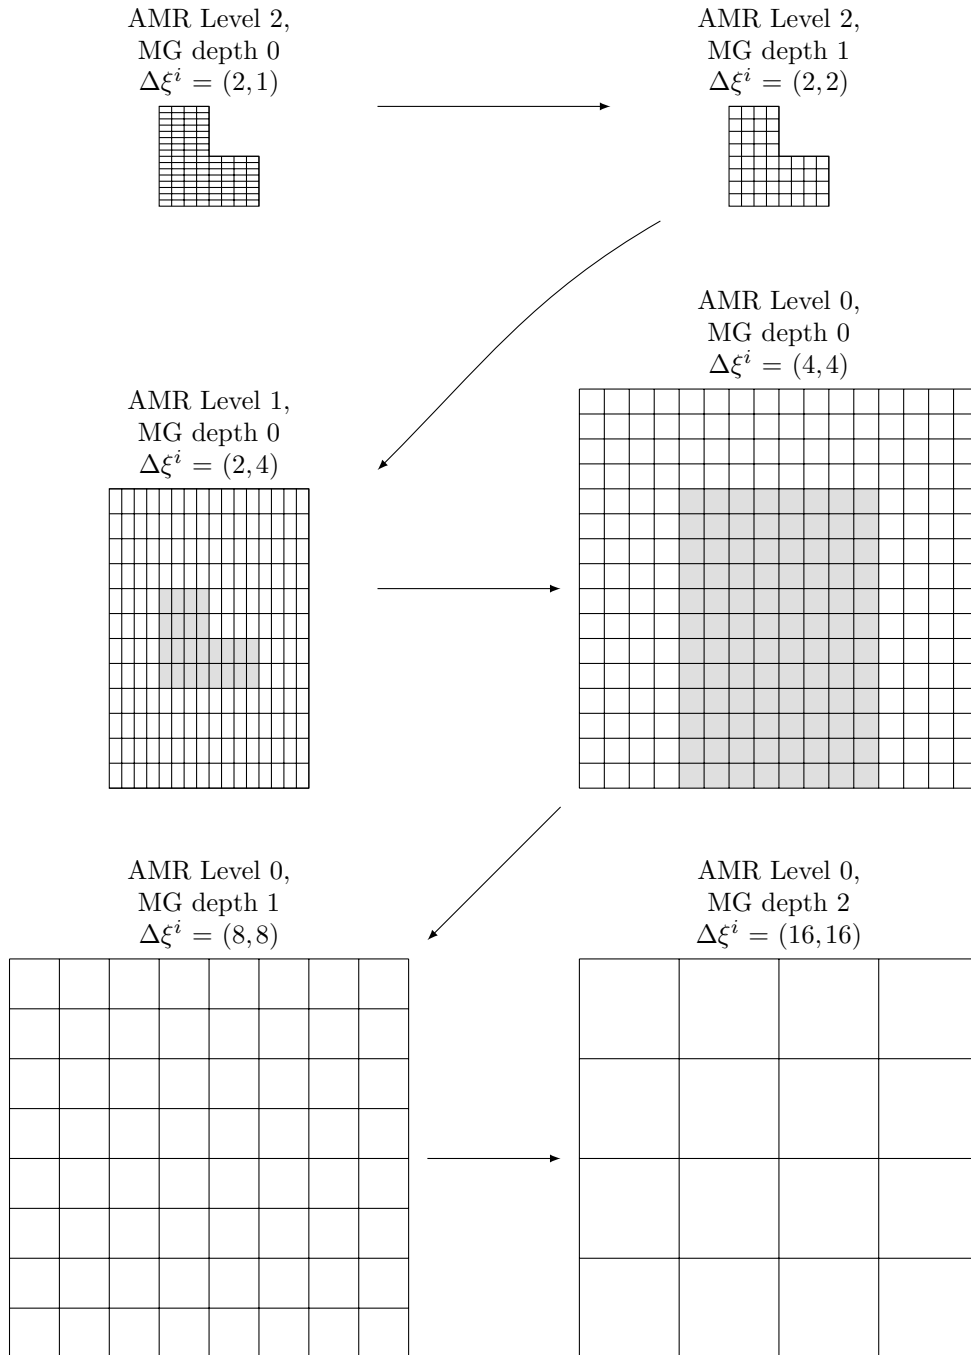 AMR Level 2,
MG depth 0
Δξ^i = (2, 1)
AMR Level 2,
MG depth 1
Δξ^i = (2, 2)
AMR Level 0,
MG depth 0
Δξ^i = (4, 4)
AMR Level 1,
MG depth 0
Δξ^i = (2, 4)
AMR Level 0,
MG depth 1
Δξ^i = (8, 8)
AMR Level 0,
MG depth 2
Δξ^i = (16, 16)